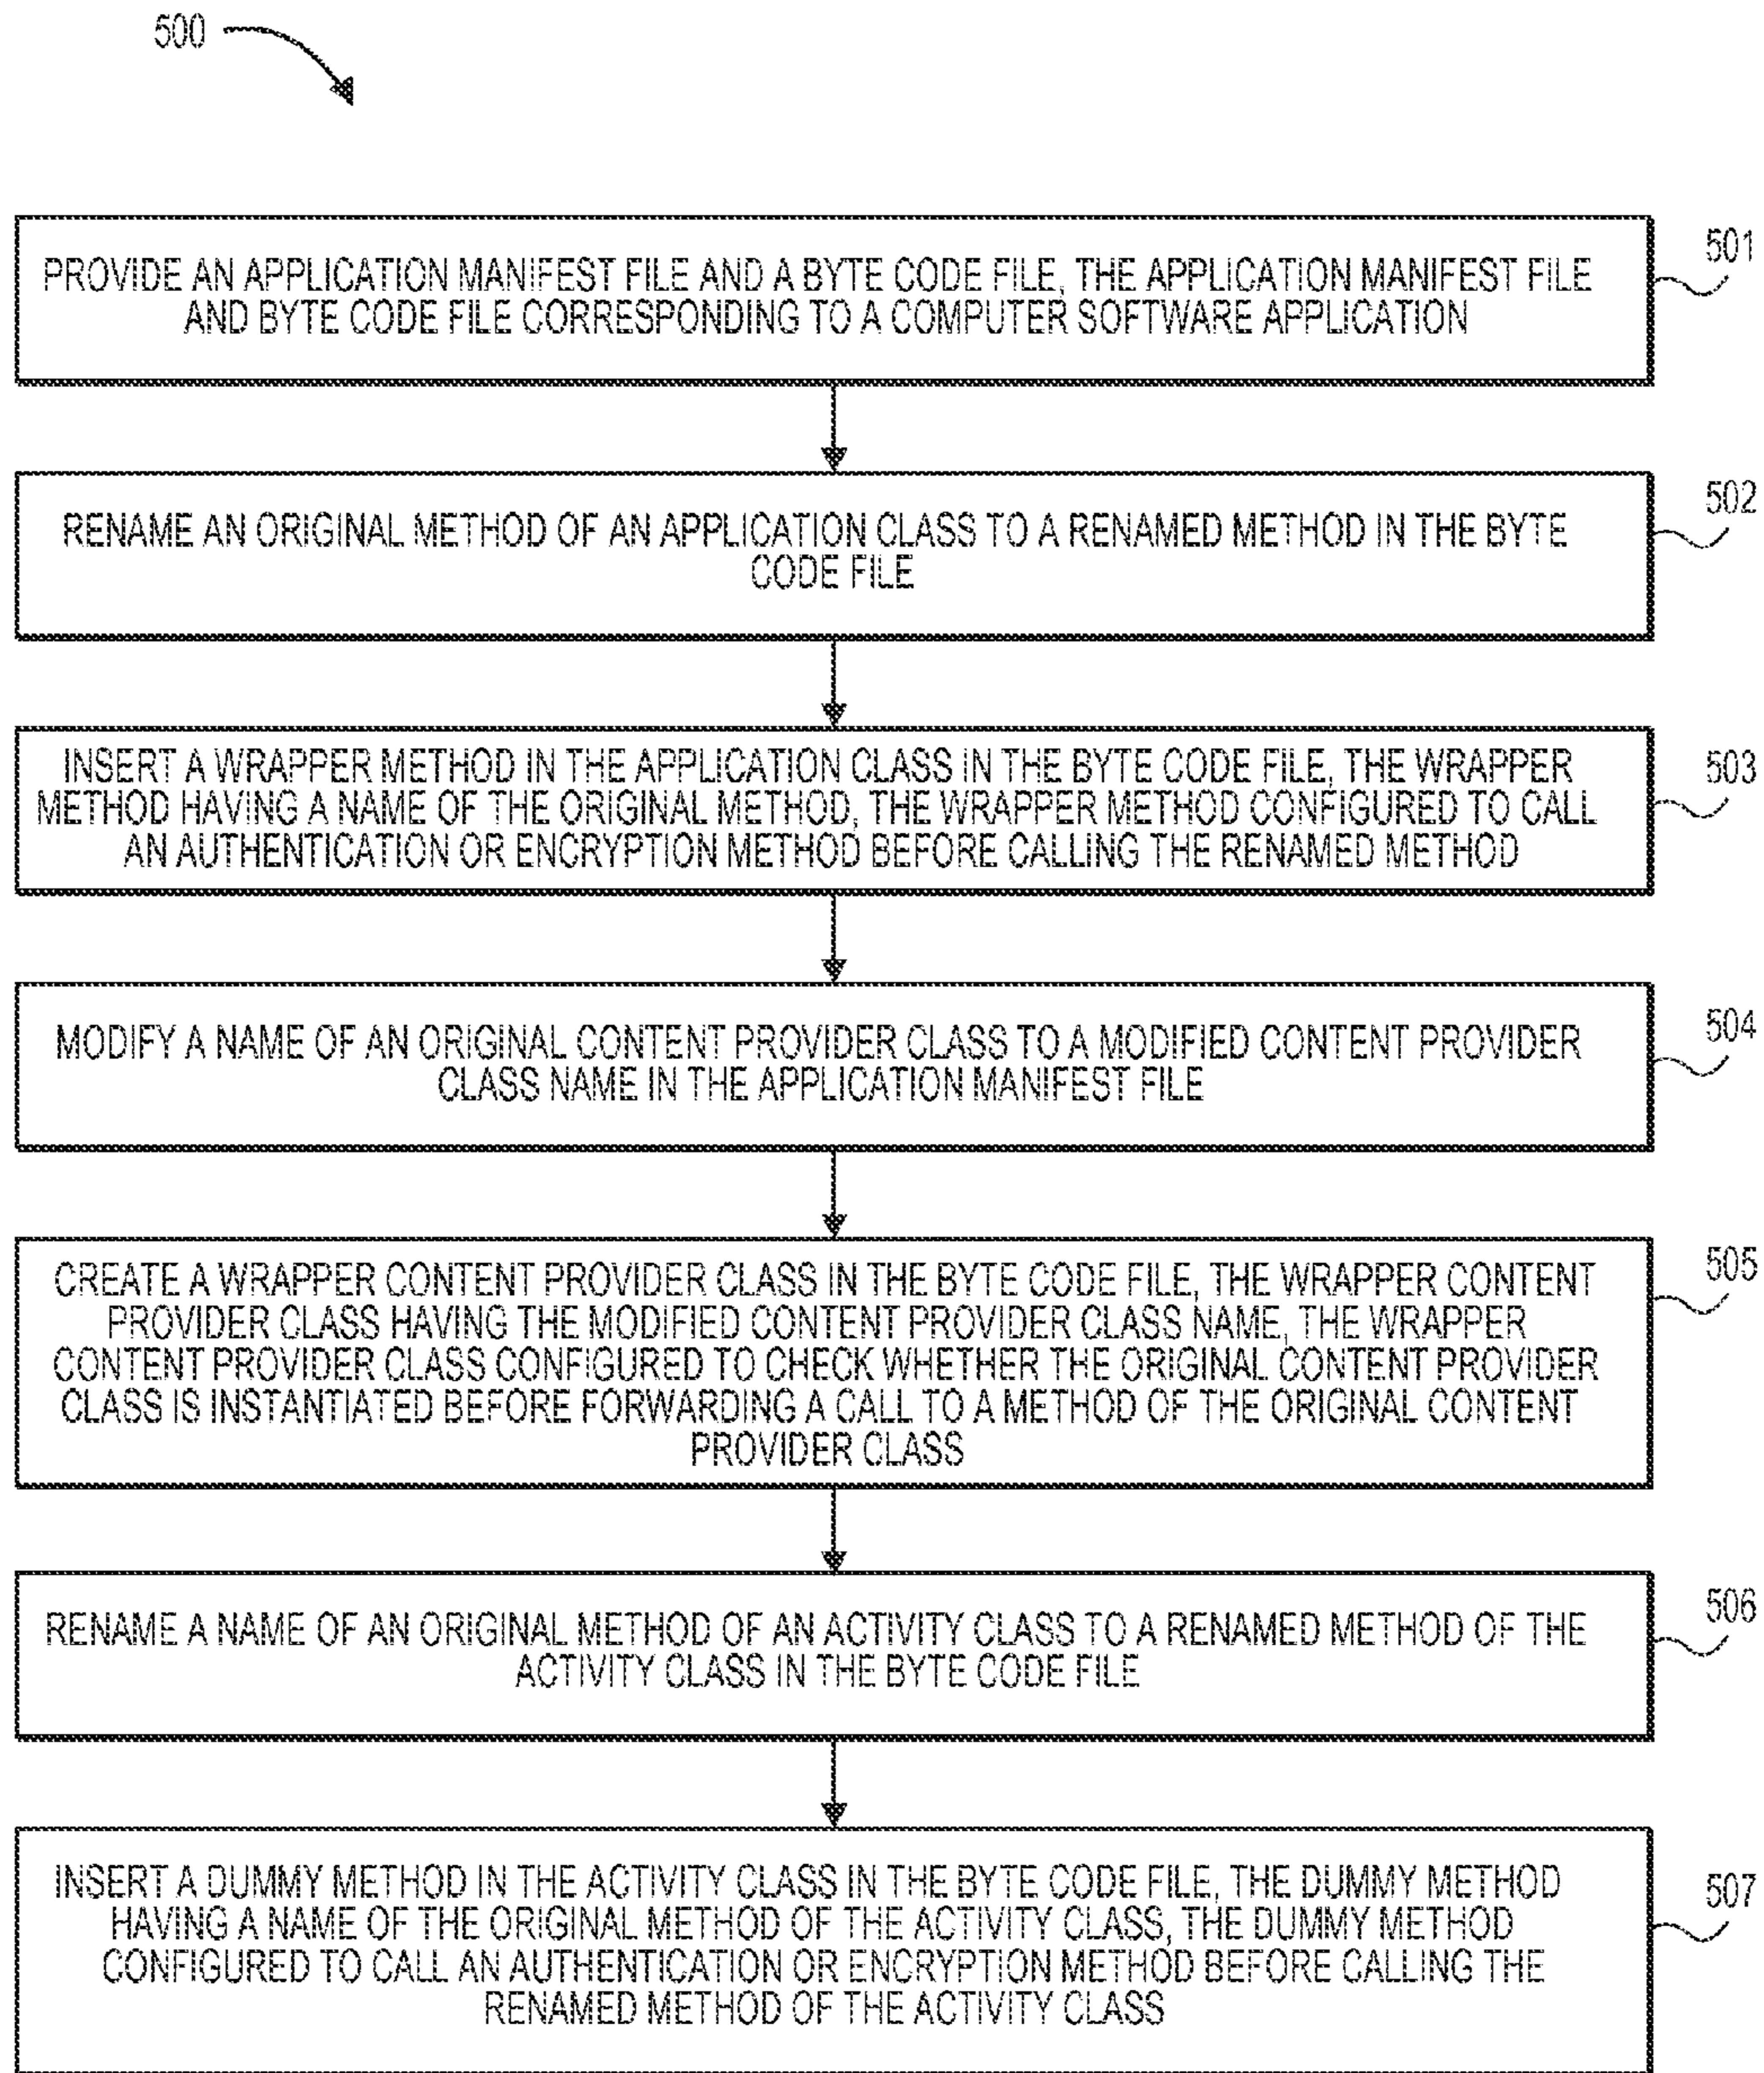 500
PROVIDE AN APPLICATION MANIFEST FILE AND A BYTE CODE FILE, THE APPLICATION MANIFEST FILE
AND BYTE CODE FILE CORRESPONDING TO A COMPUTER SOFTWARE APPLICATION
501
RENAME AN ORIGINAL METHOD OF AN APPLICATION CLASS TO A RENAMED METHOD IN THE BYTE
CODE FILE
502
INSERT A WRAPPER METHOD IN THE APPLICATION CLASS IN THE BYTE CODE FILE, THE WRAPPER
METHOD HAVING A NAME OF THE ORIGINAL METHOD, THE WRAPPER METHOD CONFIGURED TO CALL
AN AUTHENTICATION OR ENCRYPTION METHOD BEFORE CALLING THE RENAMED METHOD
503
MODIFY A NAME OF AN ORIGINAL CONTENT PROVIDER CLASS TO A MODIFIED CONTENT PROVIDER
CLASS NAME IN THE APPLICATION MANIFEST FILE
504
CREATE A WRAPPER CONTENT PROVIDER CLASS IN THE BYTE CODE FILE, THE WRAPPER CONTENT
PROVIDER CLASS HAVING THE MODIFIED CONTENT PROVIDER CLASS NAME, THE WRAPPER
CONTENT PROVIDER CLASS CONFIGURED TO CHECK WHETHER THE ORIGINAL CONTENT PROVIDER
CLASS IS INSTANTIATED BEFORE FORWARDING A CALL TO A METHOD OF THE ORIGINAL CONTENT
PROVIDER CLASS
505
RENAME A NAME OF AN ORIGINAL METHOD OF AN ACTIVITY CLASS TO A RENAMED METHOD OF THE
ACTIVITY CLASS IN THE BYTE CODE FILE
506
INSERT A DUMMY METHOD IN THE ACTIVITY CLASS IN THE BYTE CODE FILE, THE DUMMY METHOD
HAVING A NAME OF THE ORIGINAL METHOD OF THE ACTIVITY CLASS, THE DUMMY METHOD
CONFIGURED TO CALL AN AUTHENTICATION OR ENCRYPTION METHOD BEFORE CALLING THE
RENAMED METHOD OF THE ACTIVITY CLASS
507